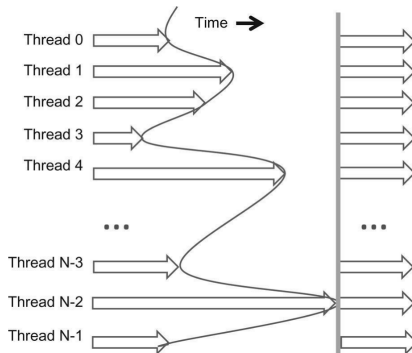 Time
Thread 0
Thread 1
Thread 2
Thread 3
Thread 4
... ...
Thread N-3
Thread N-2
Thread N-1